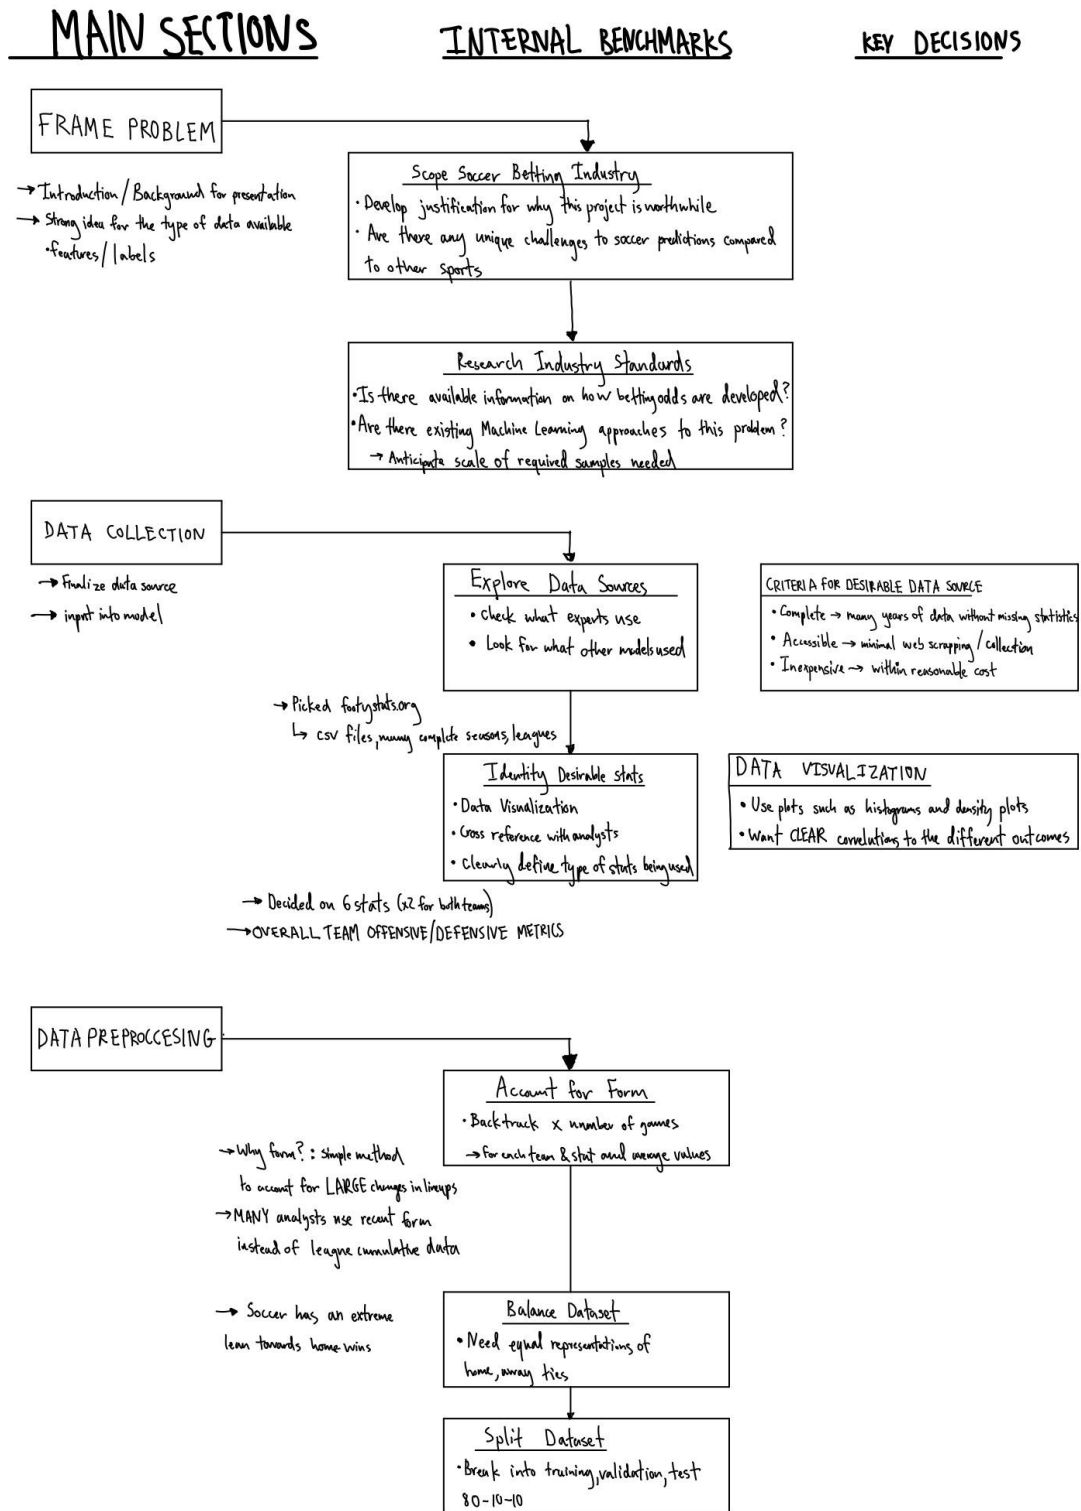 MAIN SECTIONS
INTERNAL BENCHMARKS
KEY DECISIONS
FRAME PROBLEM
→ Introduction/Background for presentation
→ Strong idea for the type of data available
• features/labels
Scope Soccer Betting Industry
• Develop justification for why this project is worthwhile
• Are there any unique challenges to soccer predictions compared
to other sports
Research Industry Standards
• Is there available information on how betting odds are developed?
• Are there existing Machine Learning approaches to this problem?
→ Anticipate scale of required samples needed
DATA COLLECTION
→ Finalize data source
→ input into model
Explore Data Sources
• Check what experts use
• Look for what other models used
CRITERIA FOR DESIRABLE DATA SOURCE
• Complete → many years of data without missing statistics
• Accessible → minimal web scrapping/collection
• Inexpensive → within reasonable cost
→ Picked footystats.org
↳ csv files, many complete seasons, leagues
Identity Desirable stats
• Data Visualization
• Cross reference with analysts
• Clearly define type of stats being used
DATA VISUALIZATION
• Use plots such as histograms and density plots
• Want CLEAR correlations to the different outcomes
→ Decided on 6 stats (x2 for both teams)
→ OVERALL TEAM OFFENSIVE/DEFENSIVE METRICS
DATA PREPROCCESING
Account for Form
• Backtrack x number of games
→ For each team & stat and average values
→ Why form? : simple method
to account for LARGE changes in lineups
→ MANY analysts use recent form
instead of league cumulative data
→ Soccer has an extreme
lean towards home wins
Balance Dataset
• Need equal representations of
home, away ties
Split Dataset
• Break into training, validation, test
80-10-10